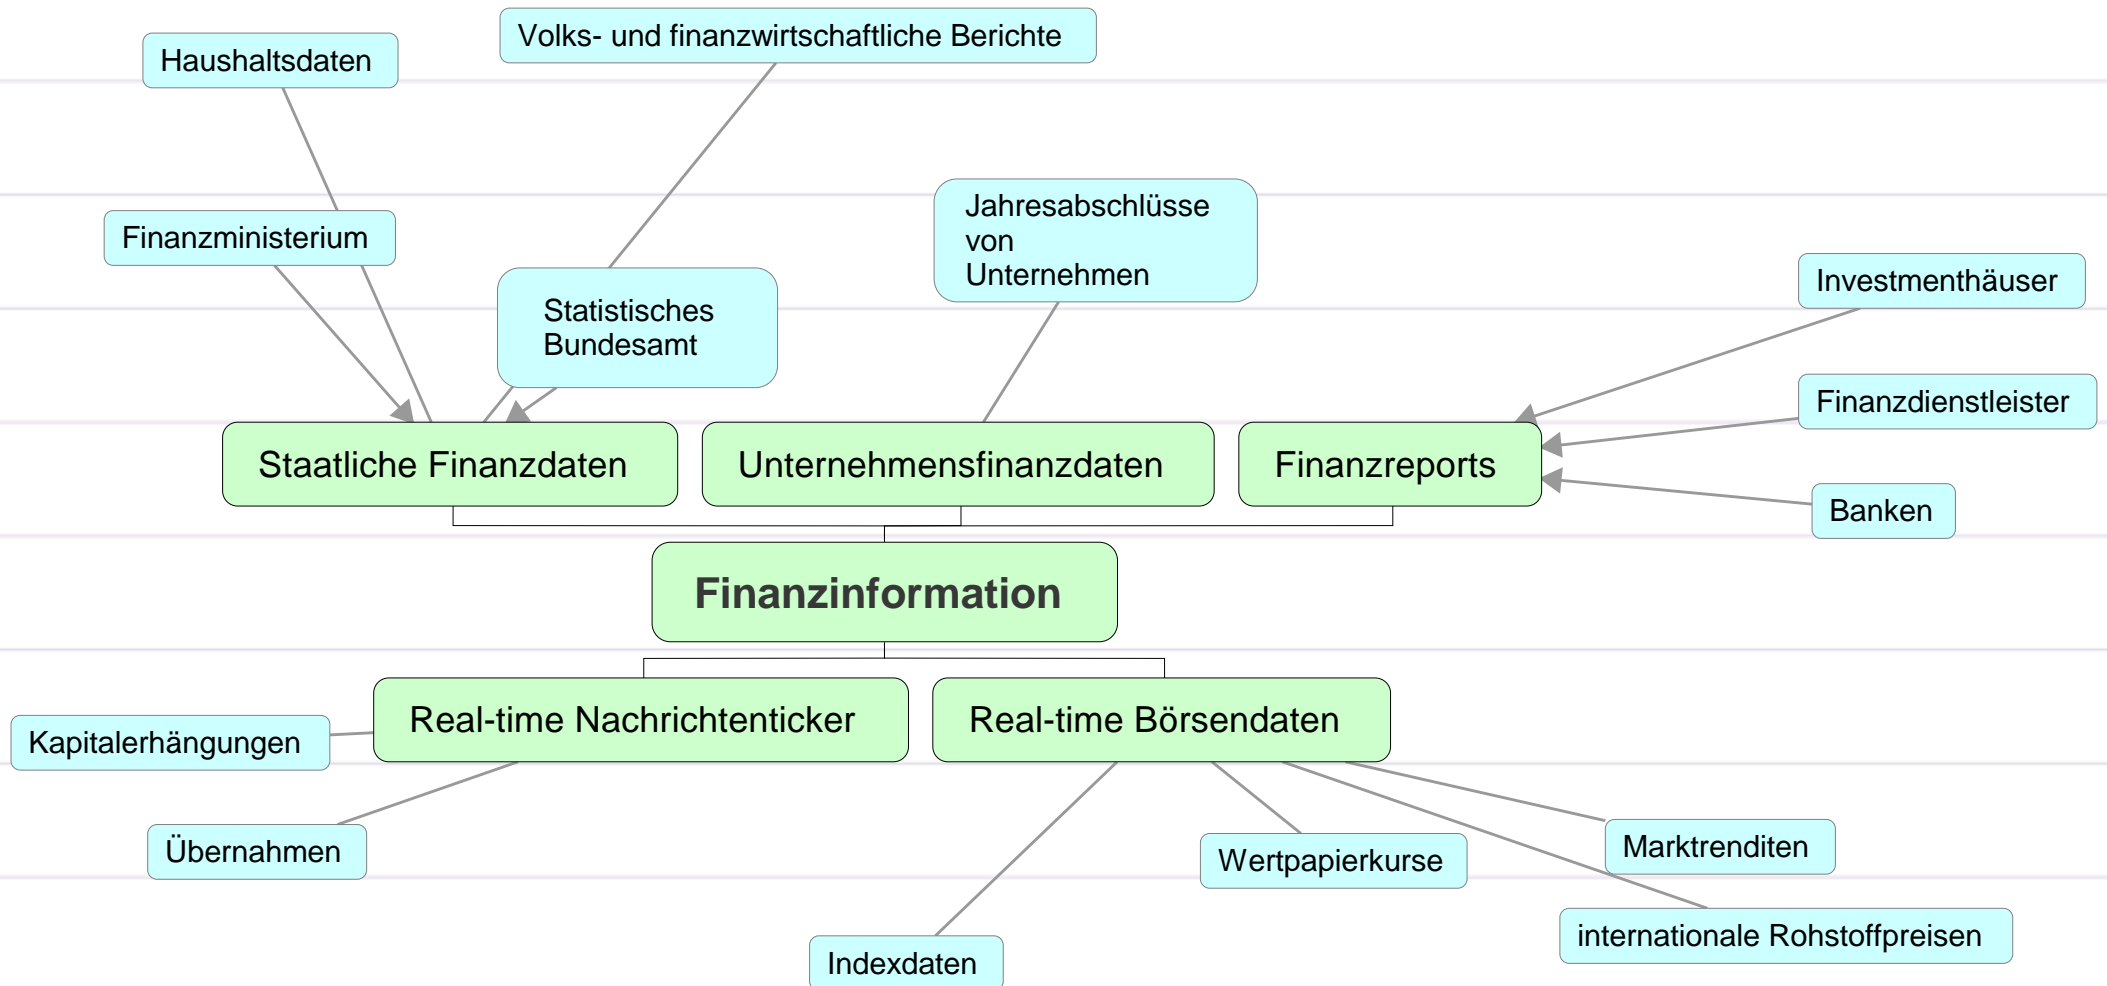 Volks- und finanzwirtschaftliche Berichte
Haushaltsdaten
Jahresabschlüsse
von
Unternehmen
Finanzministerium
Investmenthäuser
Statistisches
Bundesamt
Finanzdienstleister
Staatliche Finanzdaten
Unternehmensfinanzdaten
Finanzreports
Banken
Finanzinformation
Real-time Nachrichtenticker
Real-time Börsendaten
Kapitalerhängungen
Übernahmen
Wertpapierkurse
Marktrenditen
internationale Rohstoffpreisen
Indexdaten